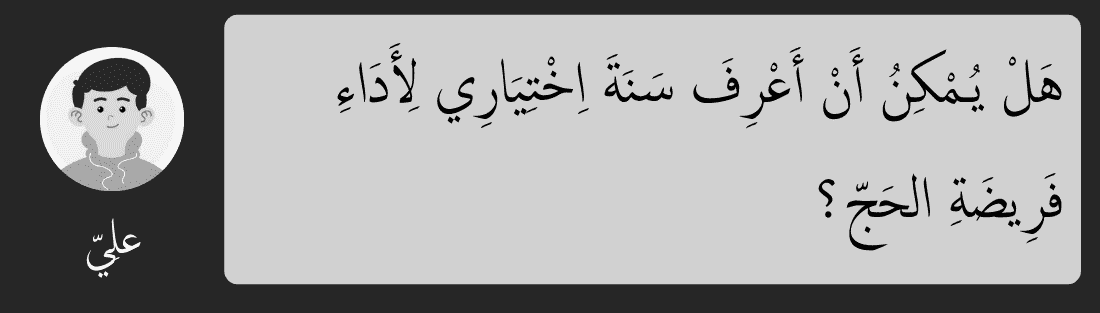 هَلْ يُمْكِنُ أَنْ أَعْرِفَ سَنَةَ اِخْتِيَارِي لِأَدَاءِ
فَرِيضَةِ الحَجّ؟
عليّ